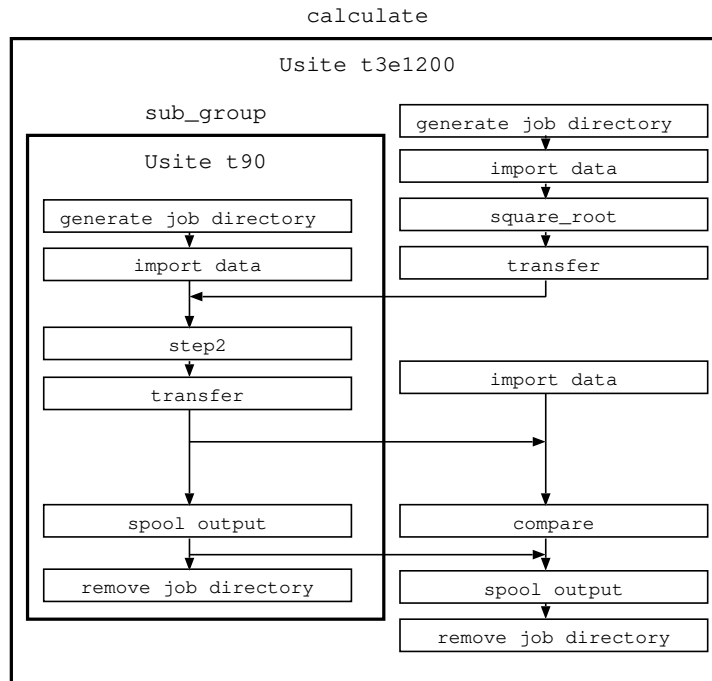 calculate
Usite t3e1200
sub_group
Usite t90
generate job directory
import data
step2
transfer
spool output
remove job directory
generate job directory
import data
square_root
transfer
import data
compare
spool output
remove job directory